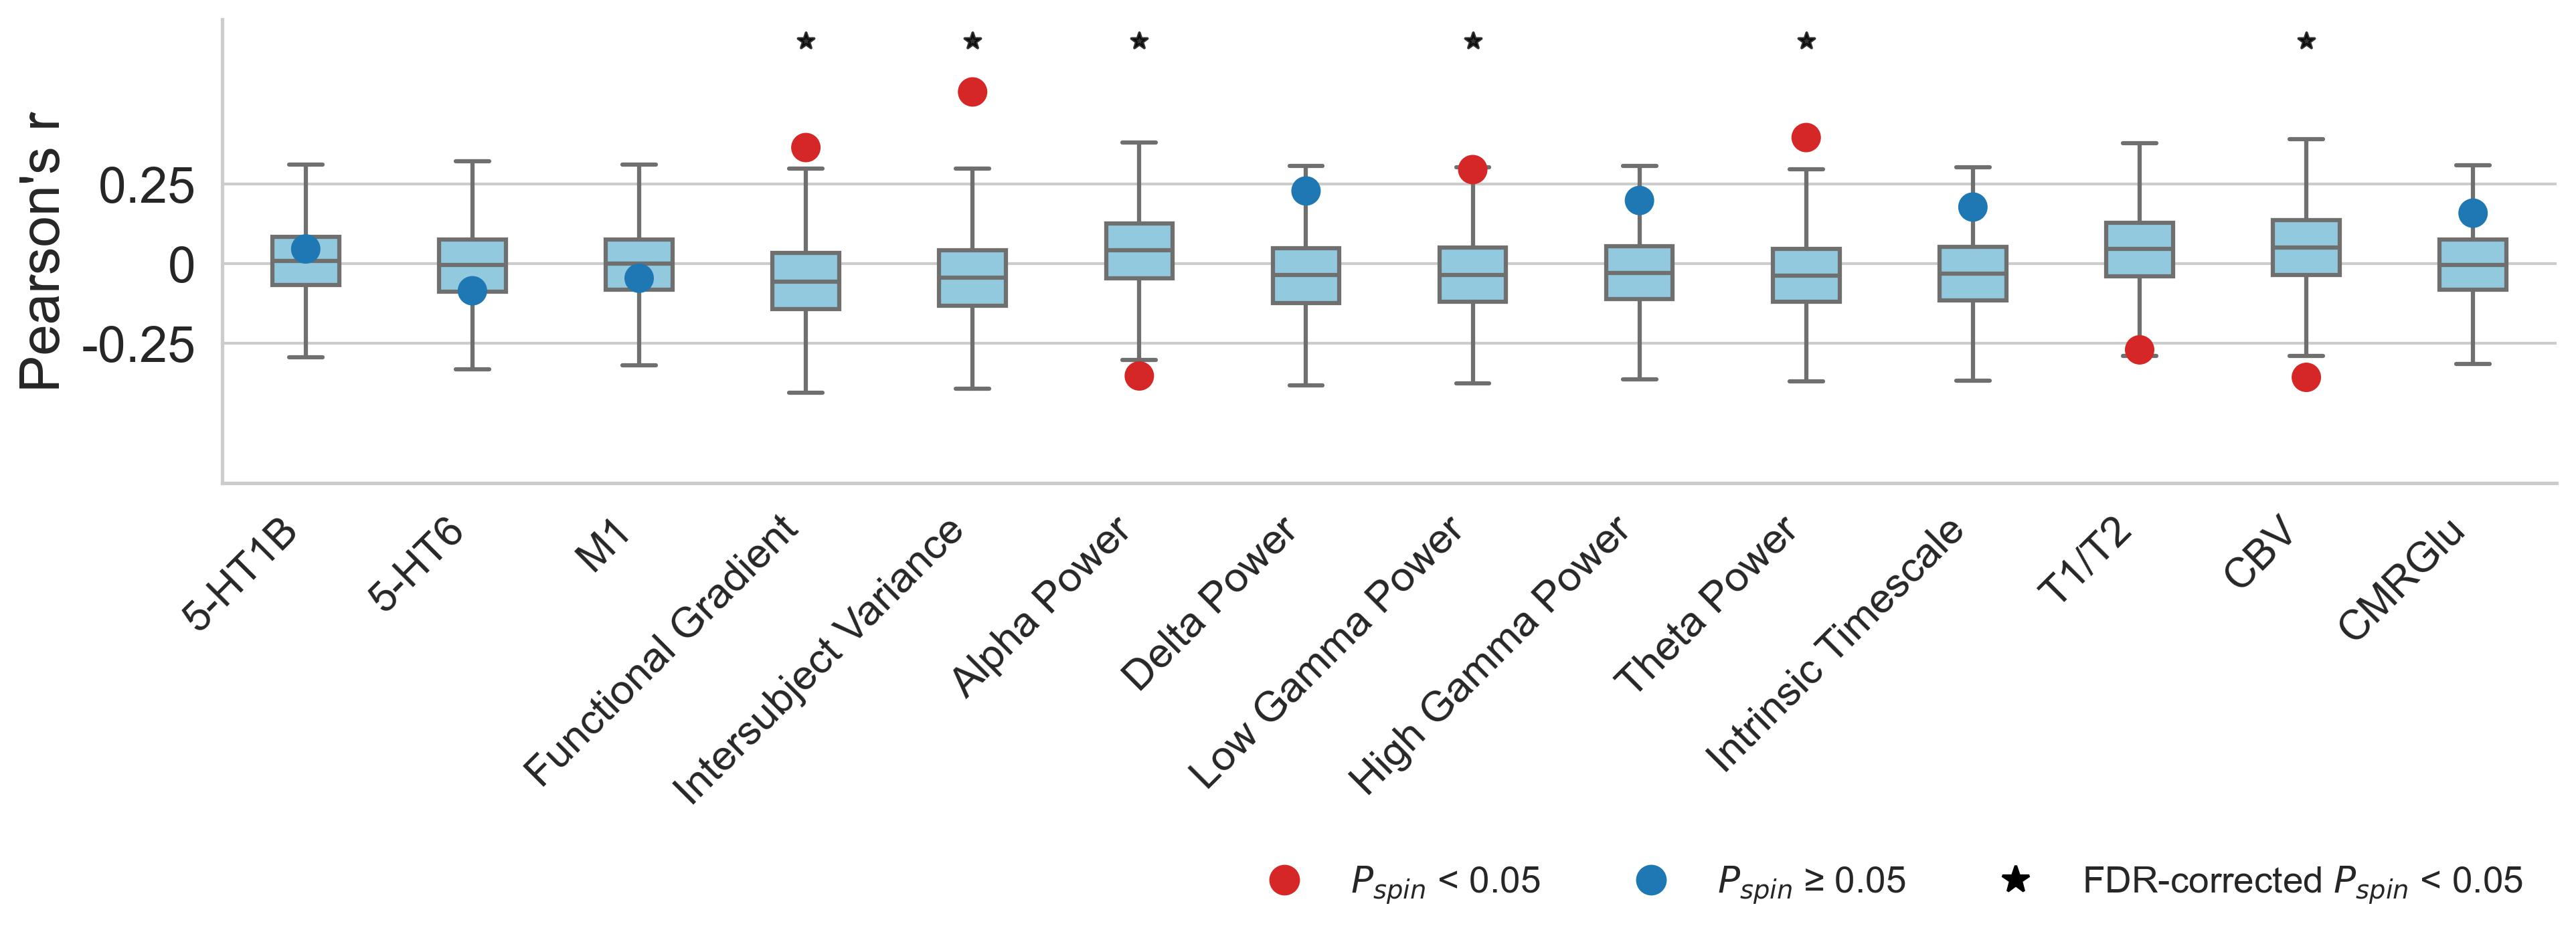 Pearson's r
0.25
0
-0.25
5-HT1B
5-HT6
M1
Functional Gradient
Intersubject Variance
Alpha Power
Delta Power
Low Gamma Power
High Gamma Power
Theta Power
Intrinsic Timescale
T1/T2
CBV
CMRGlu
Pspin < 0.05
Pspin ≥ 0.05
FDR-corrected Pspin < 0.05